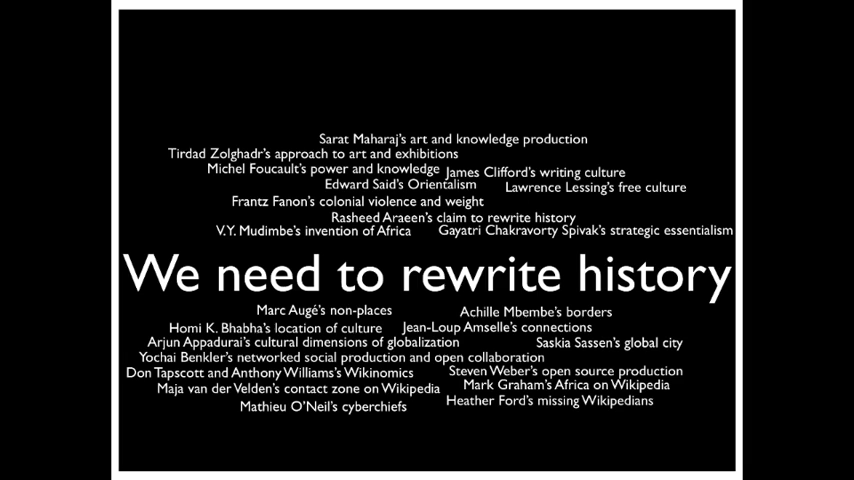 Sarat Maharaj's art and knowledge production
Tirdad Zolghadr's approach to art and exhibitions
Michel Foucault's power and knowledge
James Clifford's writing culture
Edward Said's Orientalism
Lawrence Lessing's free culture
Frantz Fanon's colonial violence and weight
Rasheed Araeen's claim to rewrite history
V.Y. Mudimbe's invention of Africa
Gayatri Chakravorty Spivak's strategic essentialism
We need to rewrite history
Marc Augé's non-places
Achille Mbembe's borders
Homi K. Bhabha's location of culture
Jean-Loup Amselle's connections
Arjun Appadurai's cultural dimensions of globalization
Saskia Sassen's global city
Yochai Benkler's networked social production and open collaboration
Don Tapscott and Anthony Williams's Wikinomics
Steven Weber's open source production
Maja van der Velden's contact zone on Wikipedia
Mark Graham's Africa on Wikipedia
Mathieu O'Neil's cyberchiefs
Heather Ford's missing Wikipedians